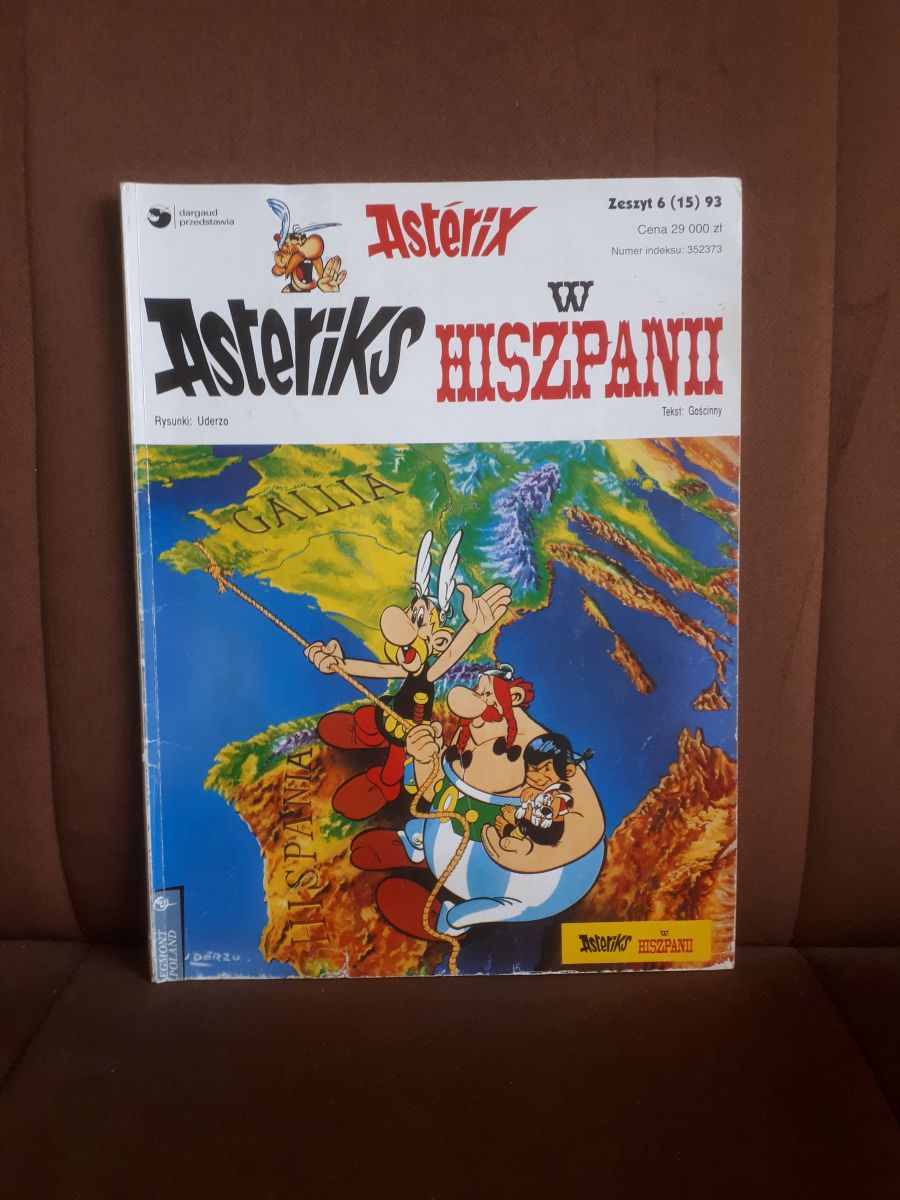 dargaud
przedstawia
Astérix
Zeszyt 6 (15) 93
Cena 29 000 zł
Numer indeksu: 352373
Asteriks
W
HISZPANII
Rysunki: Uderzo
Tekst: Gościnny
GALLIA
HISPANIA
EGMONT
POLAND
UDERZO.
Asteriks
W
HISZPANII